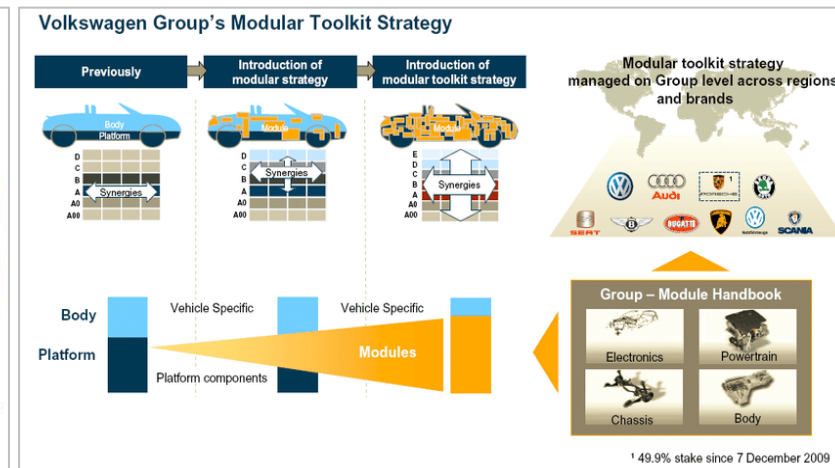 Volkswagen Group's Modular Toolkit Strategy
Previously
Introduction of
modular strategy
Introduction of
modular toolkit strategy
Modular toolkit strategy
managed on Group level across regions
and brands
Body
Platform
Module
Module
D
C
B
A
A0
A00
Synergies
D
C
B
A
A0
A00
Synergies
E
D
C
B
A
A0
A00
Synergies
1
Audi
SEAT
BUGATTI
SCANIA
Body
Platform
Vehicle Specific
Vehicle Specific
Modules
Platform components
Group – Module Handbook
Electronics
Powertrain
Chassis
Body
¹ 49.9% stake since 7 December 2009